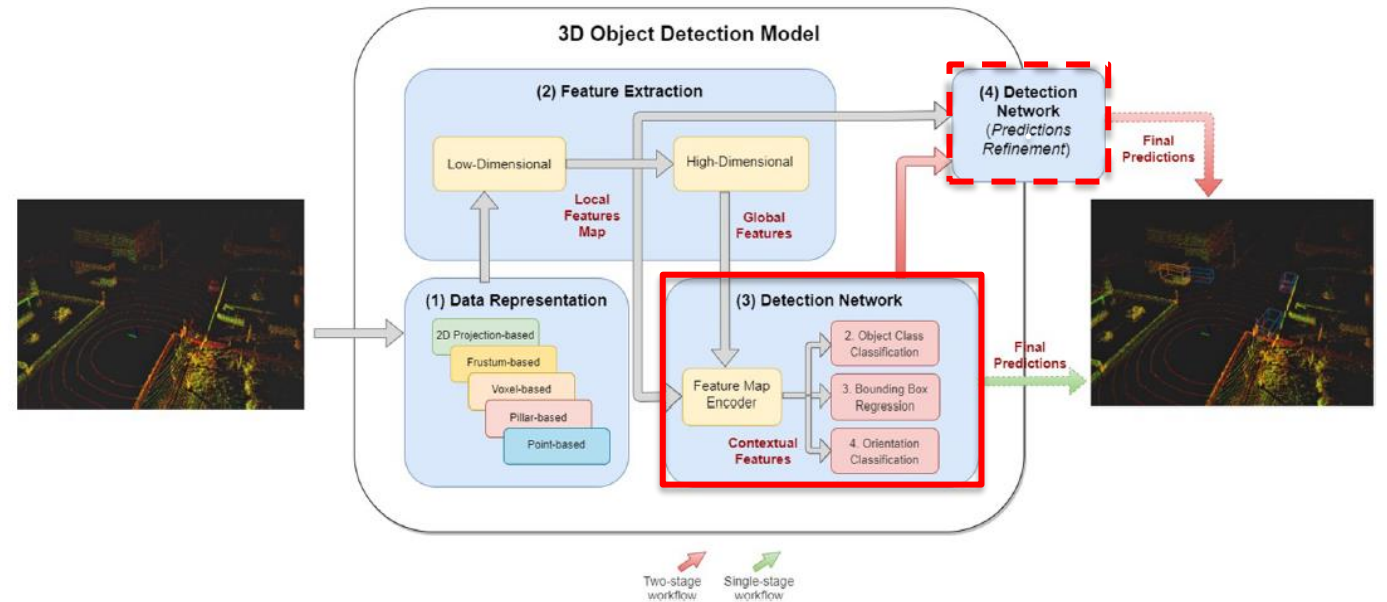 3D Object Detection Model
(2) Feature Extraction
Low-Dimensional
High-Dimensional
Local
Features
Map
Global
Features
(4) Detection
Network
(Predictions
Refinement)
Final
Predictions
(1) Data Representation
2D Projection-based
Frustum-based
Voxel-based
Pillar-based
Point-based
(3) Detection Network
Feature Map
Encoder
Contextual
Features
2. Object Class
Classification
3. Bounding Box
Regression
4. Orientation
Classification
Final
Predictions
Two-stage
workflow
Single-stage
workflow